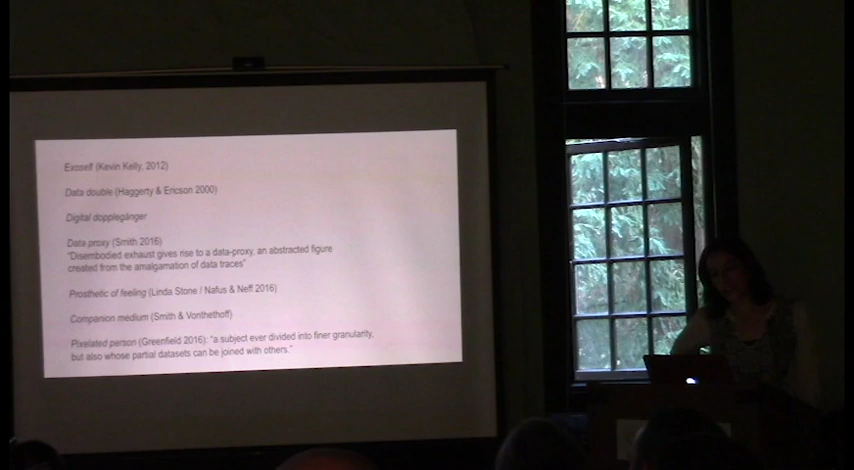 Exoself (Kevin Kelly, 2012)
Data double (Haggerty & Ericson 2000)
Digital dopplegänger
Data proxy (Smith 2016)
"Disembodied exhaust gives rise to a data-proxy, an abstracted figure
created from the amalgamation of data traces"
Prosthetic of feeling (Linda Stone / Nafus & Neff 2016)
Companion medium (Smith & Vonthethoff)
Pixelated person (Greenfield 2016): "a subject ever divided into finer granularity,
but also whose partial datasets can be joined with others."